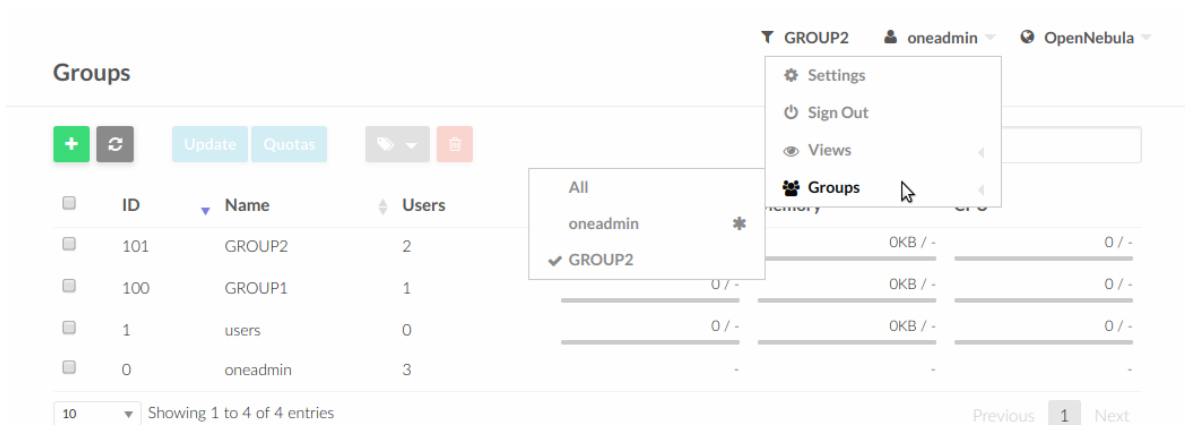 GROUP2 oneadmin OpenNebula
Groups
Settings
Sign Out
Views
Groups
+ Update Quotas
All
oneadmin *
GROUP2
ID Name Users
101 GROUP2 2 0KB / - 0 / -
100 GROUP1 1 0 / - 0KB / - 0 / -
1 users 0 0 / - 0KB / - 0 / -
0 oneadmin 3 - - -
10 Showing 1 to 4 of 4 entries Previous 1 Next